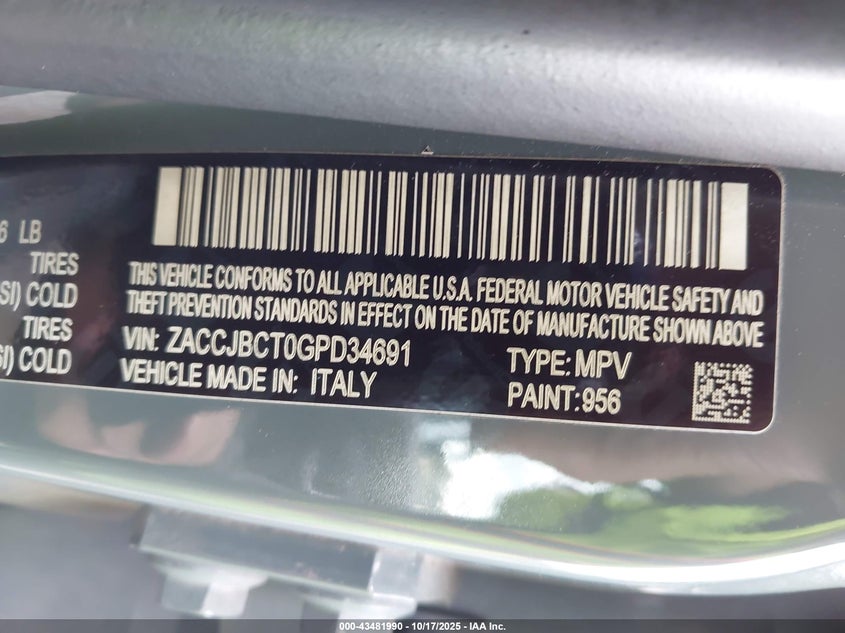 6 LB
TIRES
SI) COLD
TIRES
SI) COLD
THIS VEHICLE CONFORMS TO ALL APPLICABLE U.S.A. FEDERAL MOTOR VEHICLE SAFETY AND
THEFT PREVENTION STANDARDS IN EFFECT ON THE DATE OF MANUFACTURE SHOWN ABOVE
VIN: ZACCJBCT0GPD34691 TYPE: MPV
VEHICLE MADE IN: ITALY PAINT: 956
000-43481990 - 10/17/2025 - IAA Inc.